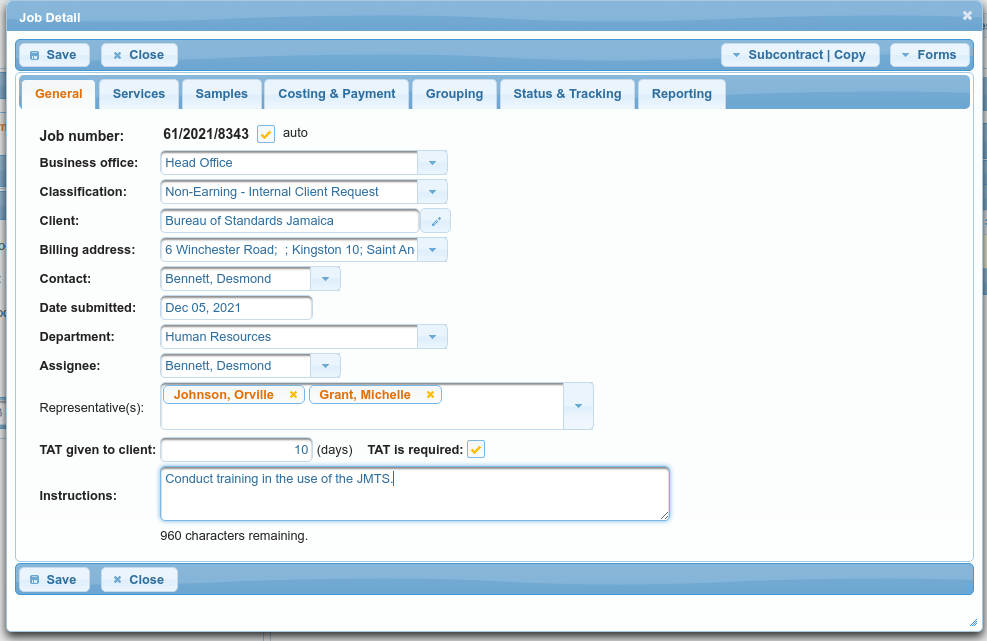 Job Detail
Save Close Subcontract | Copy Forms
General Services Samples Costing & Payment Grouping Status & Tracking Reporting
Job number: 61/2021/8343 auto
Business office: Head Office
Classification: Non-Earning - Internal Client Request
Client: Bureau of Standards Jamaica
Billing address: 6 Winchester Road;  ; Kingston 10; Saint An
Contact: Bennett, Desmond
Date submitted: Dec 05, 2021
Department: Human Resources
Assignee: Bennett, Desmond
Representative(s): Johnson, Orville Grant, Michelle
TAT given to client: 10 (days) TAT is required:
Instructions: Conduct training in the use of the JMTS.
960 characters remaining.
Save Close